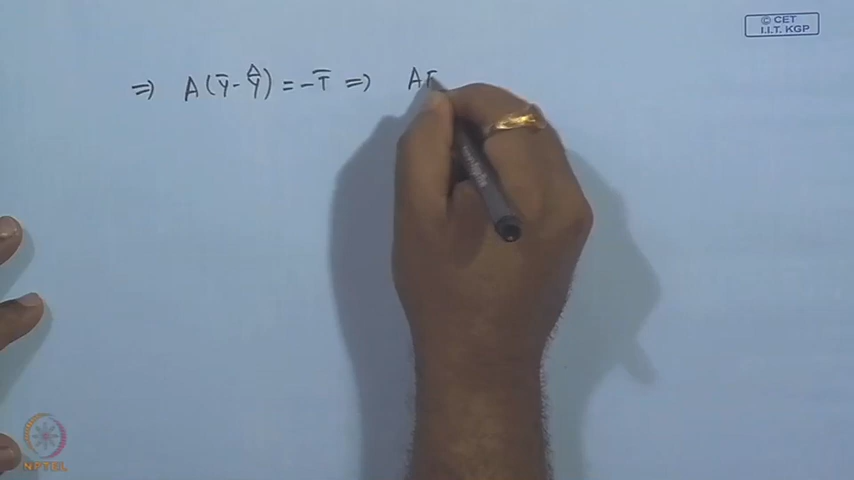 © CET
I.I.T. KGP
⇒ A(Ȳ - Ŷ) = -T̄ ⇒ A
NPTEL